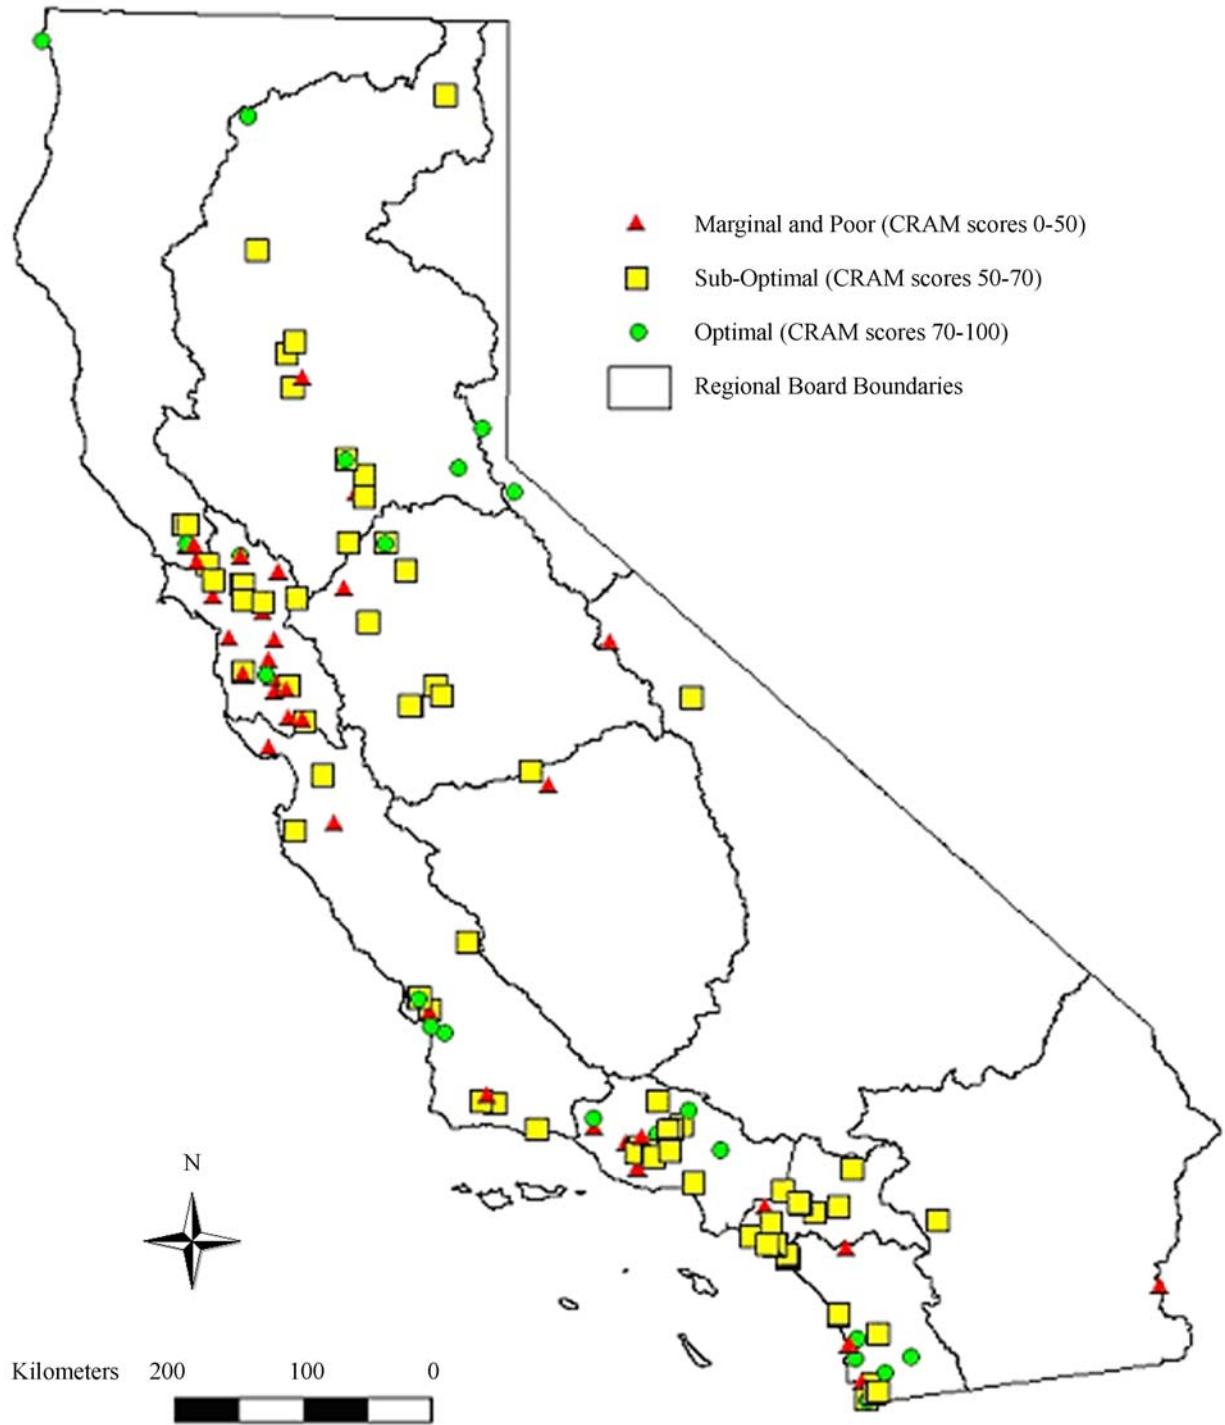 Marginal and Poor (CRAM scores 0-50)
Sub-Optimal (CRAM scores 50-70)
Optimal (CRAM scores 70-100)
Regional Board Boundaries
N
Kilometers 200 100 0